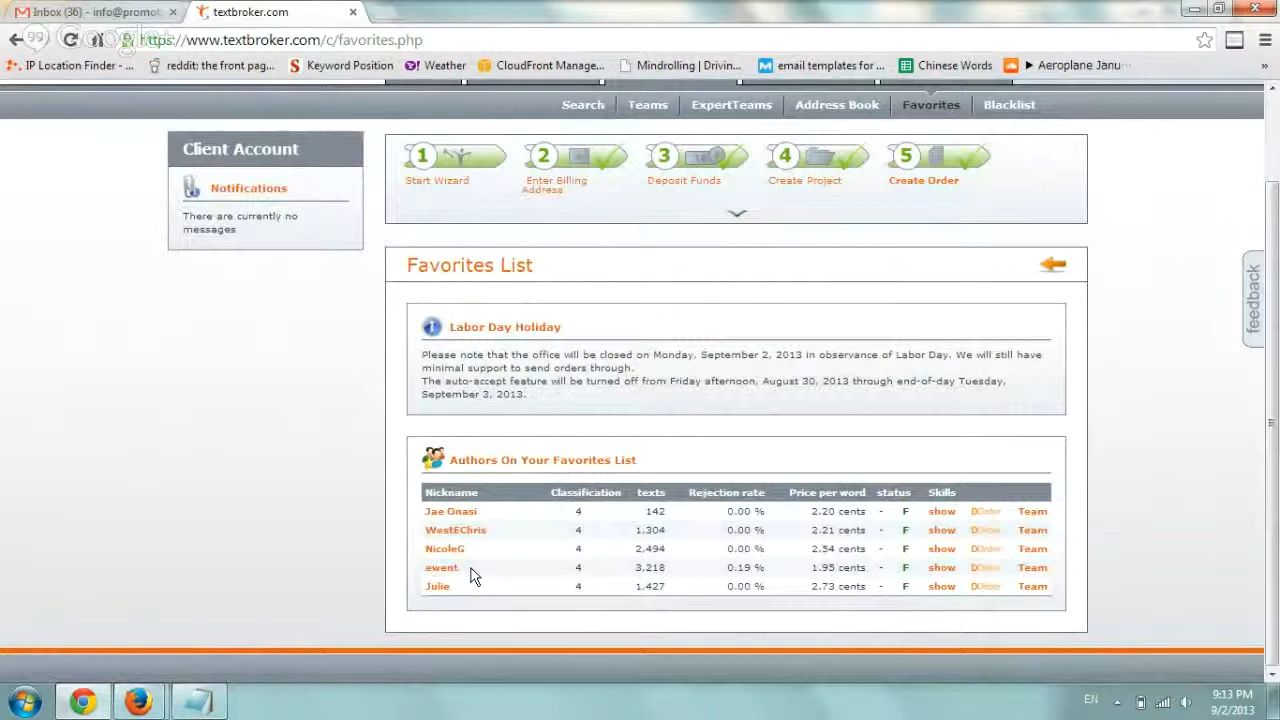 Inbox (36) - info@promot
textbroker.com
https://www.textbroker.com/c/favorites.php
IP Location Finder - ...
reddit: the front pag...
Keyword Position
Weather
CloudFront Manage...
Mindrolling | Drivin...
email templates for ...
Chinese Words
► Aeroplane Janu...
»
Search
Teams
ExpertTeams
Address Book
Favorites
Blacklist
Client Account
Notifications
There are currently no
messages
1
2
3
4
5
Start Wizard
Enter Billing
Address
Deposit Funds
Create Project
Create Order
Favorites List
Labor Day Holiday
Please note that the office will be closed on Monday, September 2, 2013 in observance of Labor Day. We will still have
minimal support to send orders through.
The auto-accept feature will be turned off from Friday afternoon, August 30, 2013 through end-of-day Tuesday,
September 3, 2013.
Authors On Your Favorites List
Nickname Classification texts Rejection rate Price per word status Skills
Jae Onasi 4 142 0.00 % 2.20 cents - F show DOrder Team
WestEChris 4 1,304 0.00 % 2.21 cents - F show DOrder Team
NicoleG 4 2,494 0.00 % 2.54 cents - F show DOrder Team
ewent 4 3,218 0.19 % 1.95 cents - F show DOrder Team
Julie 4 1,427 0.00 % 2.73 cents - F show DOrder Team
feedback
EN
9:13 PM
9/2/2013